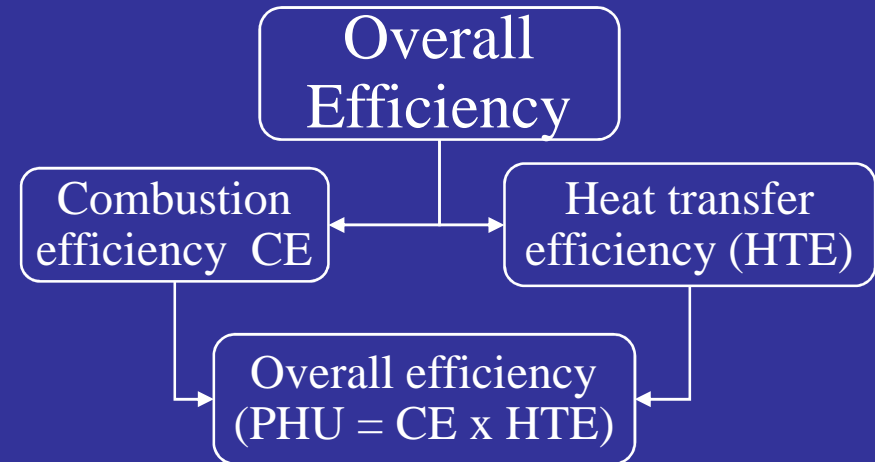 Overall
Efficiency
Combustion
efficiency  CE
Heat transfer
efficiency (HTE)
Overall efficiency
(PHU = CE x HTE)